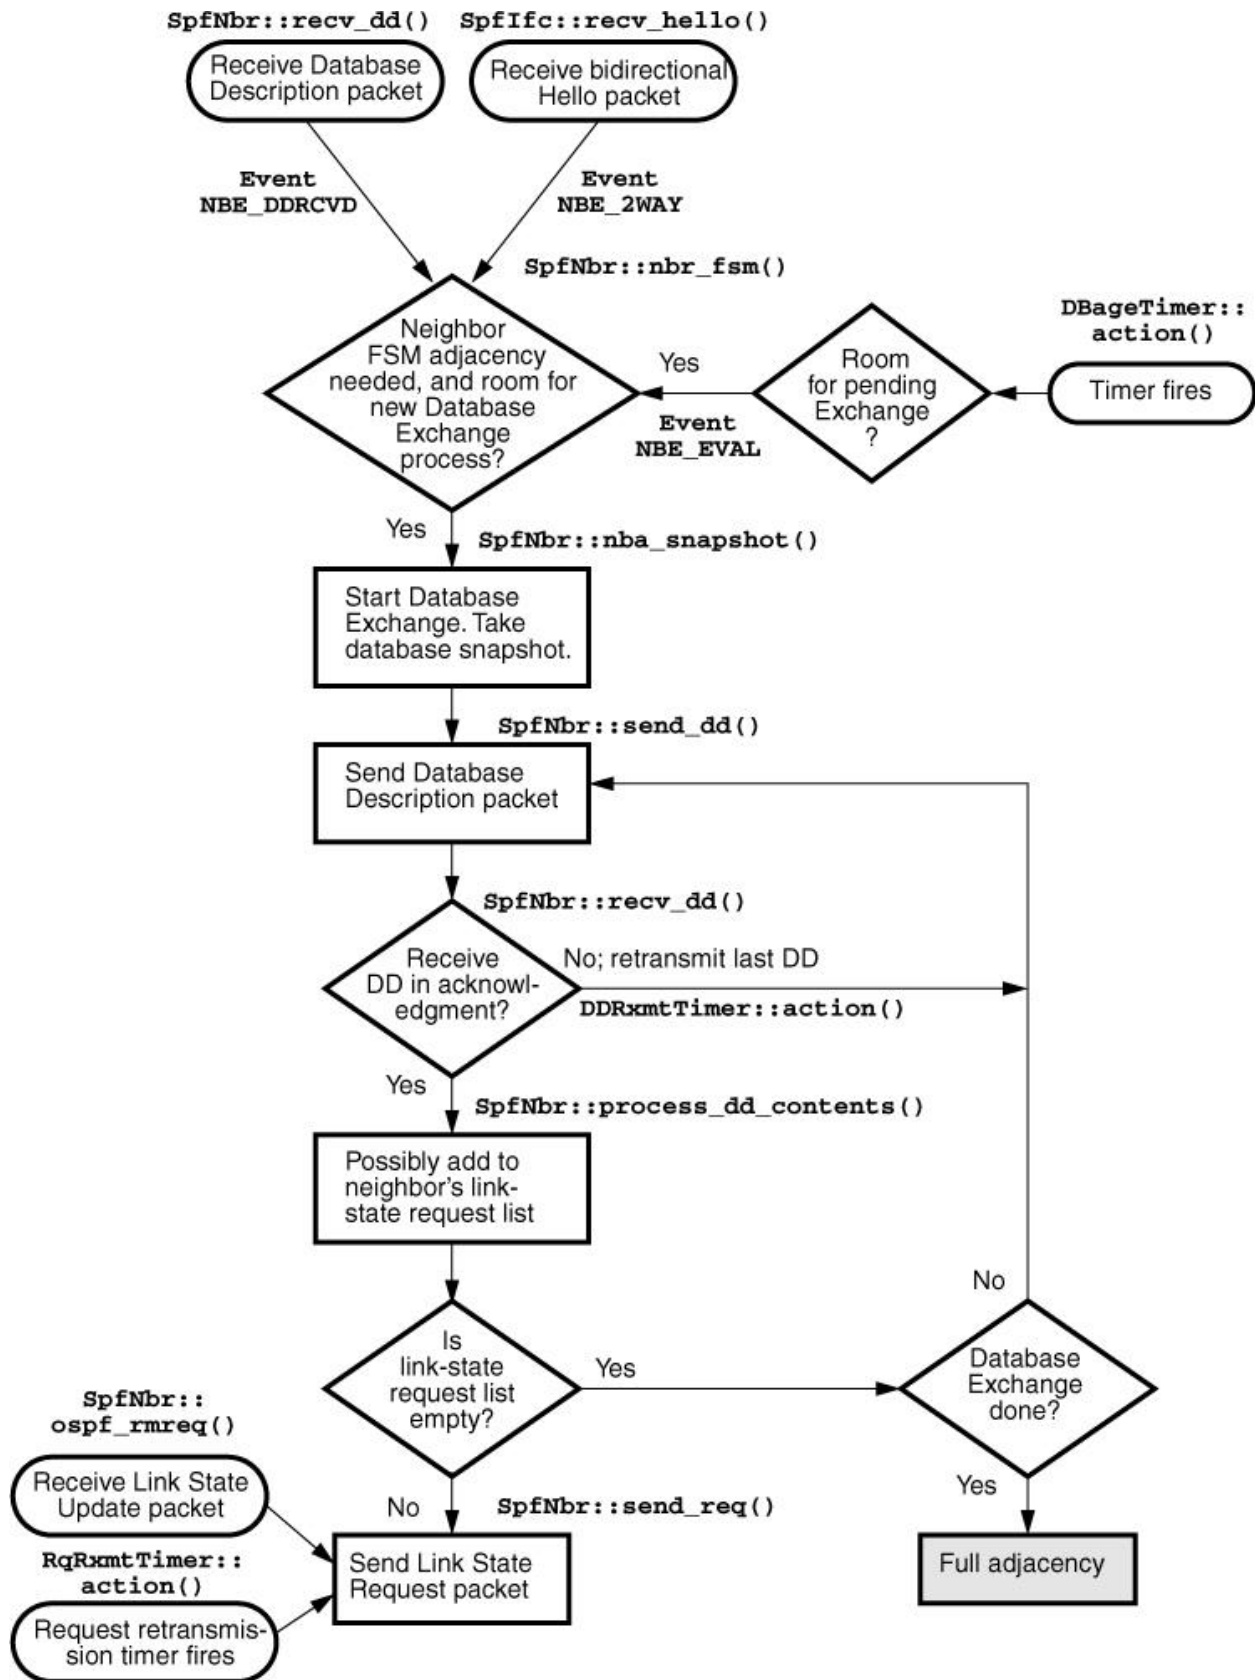 SpfNbr::recv_dd()
SpfIfc::recv_hello()
Receive Database
Description packet
Receive bidirectional
Hello packet
Event
NBE_DDRCVD
Event
NBE_2WAY
SpfNbr::nbr_fsm()
Neighbor
FSM adjacency
needed, and room for
new Database
Exchange
process?
Yes
Event
NBE_EVAL
Room
for pending
Exchange
?
DBageTimer::
action()
Timer fires
Yes
SpfNbr::nba_snapshot()
Start Database
Exchange. Take
database snapshot.
SpfNbr::send_dd()
Send Database
Description packet
SpfNbr::recv_dd()
Receive
DD in acknowl-
edgment?
No; retransmit last DD
DDRxmtTimer::action()
Yes
SpfNbr::process_dd_contents()
Possibly add to
neighbor's link-
state request list
Is
link-state
request list
empty?
Yes
No
Database
Exchange
done?
Yes
Full adjacency
SpfNbr::
ospf_rmreq()
Receive Link State
Update packet
No
SpfNbr::send_req()
RqRxmtTimer::
action()
Send Link State
Request packet
Request retransmis-
sion timer fires